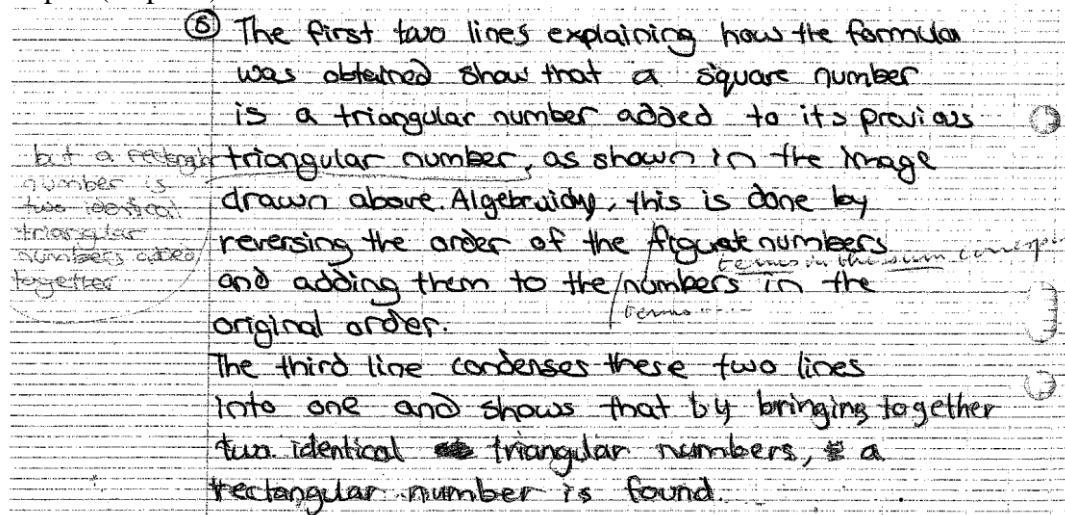 ⑤ The first two lines explaining how the formula
was obtained show that a square number
is a triangular number added to its previous
triangular number, as shown in the image
drawn above. Algebraicly, this is done by
reversing the order of the numbers
terms in the sum
and adding them to the numbers in the
terms
original order.
The third line condenses these two lines
into one and shows that by bringing together
two identical triangular numbers, a
rectangular number is found.
but a rectangular
number is
two identical
triangular
numbers added
together